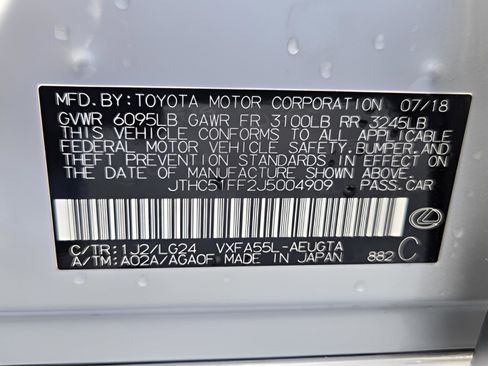 MFD. BY: TOYOTA MOTOR CORPORATION 07/18
GVWR 6095LB GAWR FR 3100LB RR 3245LB
THIS VEHICLE CONFORMS TO ALL APPLICABLE
FEDERAL MOTOR VEHICLE SAFETY, BUMPER, AND
THEFT PREVENTION STANDARDS IN EFFECT ON
THE DATE OF MANUFACTURE SHOWN ABOVE.
JTHC51FF2J5004909 PASS. CAR
C/TR: 1J2/LG24 VXFA55L-AEUGTA
A/TM: A02A/AGA0F MADE IN JAPAN 882 C